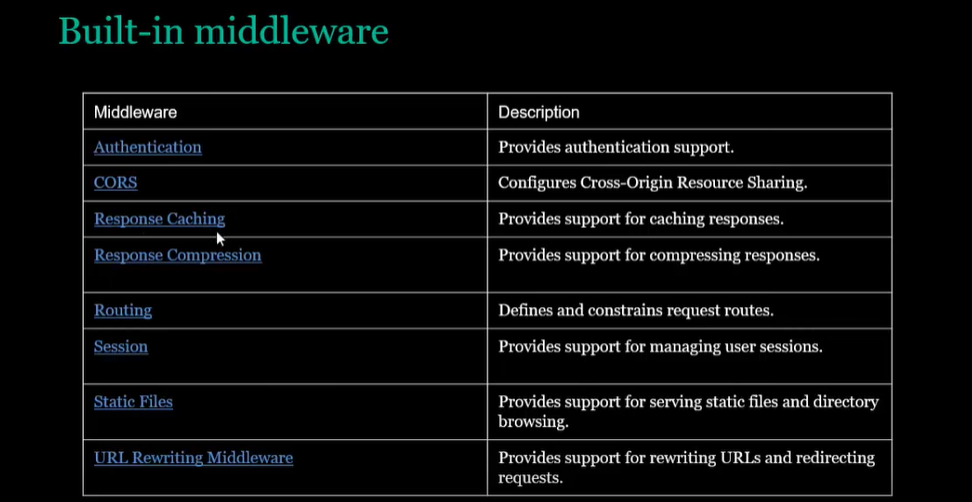 Built-in middleware
Middleware
Description
Authentication
Provides authentication support.
CORS
Configures Cross-Origin Resource Sharing.
Response Caching
Provides support for caching responses.
Response Compression
Provides support for compressing responses.
Routing
Defines and constrains request routes.
Session
Provides support for managing user sessions.
Static Files
Provides support for serving static files and directory
browsing.
URL Rewriting Middleware
Provides support for rewriting URLs and redirecting
requests.